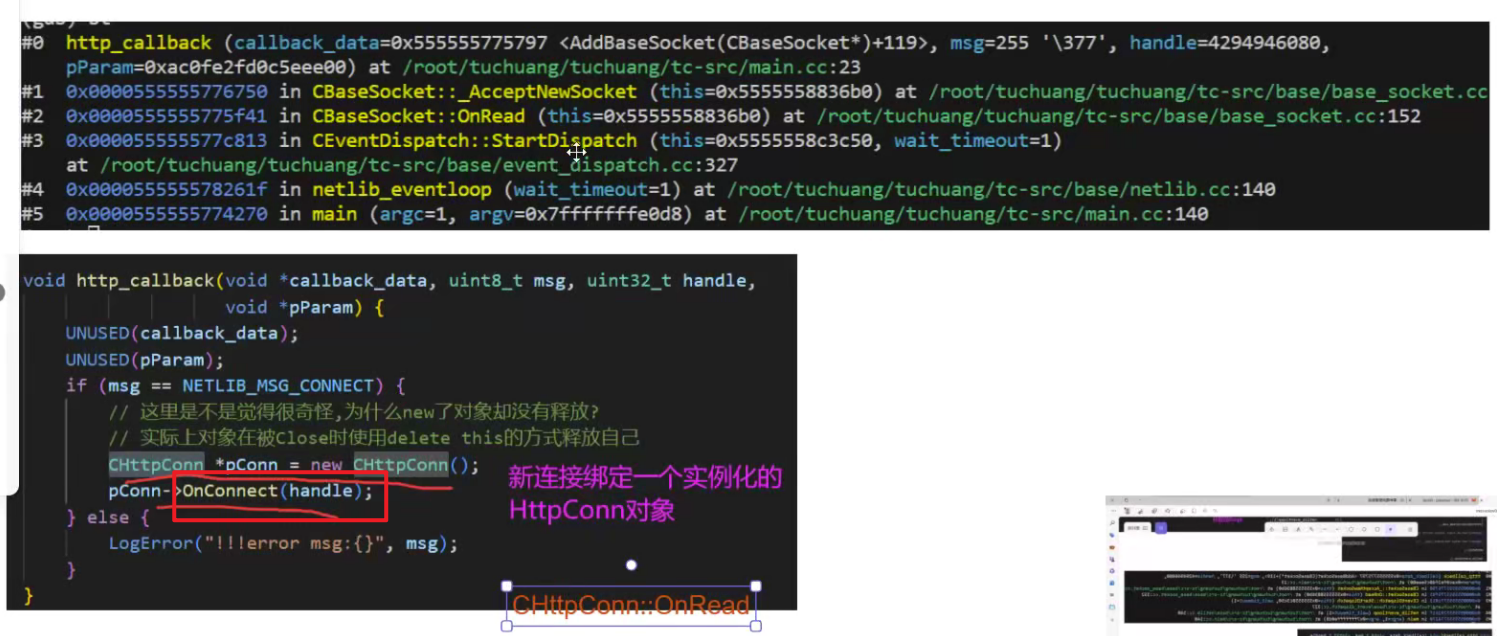 #0 http_callback (callback_data=0x555555775797 <AddBaseSocket(CBaseSocket*)+119>, msg=255 '\377', handle=4294946080,
pParam=0xac0fe2fd0c5eee00) at /root/tuchuang/tuchuang/tc-src/main.cc:23
#1 0x0000555555776750 in CBaseSocket::_AcceptNewSocket (this=0x5555558836b0) at /root/tuchuang/tuchuang/tc-src/base/base_socket.cc
#2 0x0000555555775f41 in CBaseSocket::OnRead (this=0x5555558836b0) at /root/tuchuang/tuchuang/tc-src/base/base_socket.cc:152
#3 0x000055555577c813 in CEventDispatch::StartDispatch (this=0x5555558c3c50, wait_timeout=1)
at /root/tuchuang/tuchuang/tc-src/base/event_dispatch.cc:327
#4 0x000055555578261f in netlib_eventloop (wait_timeout=1) at /root/tuchuang/tuchuang/tc-src/base/netlib.cc:140
#5 0x0000555555774270 in main (argc=1, argv=0x7fffffffe0d8) at /root/tuchuang/tuchuang/tc-src/main.cc:140
void http_callback(void *callback_data, uint8_t msg, uint32_t handle,
void *pParam) {
UNUSED(callback_data);
UNUSED(pParam);
if (msg == NETLIB_MSG_CONNECT) {
// 这里是不是觉得很奇怪,为什么new了对象却没有释放?
// 实际上对象在被Close时使用delete this的方式释放自己
CHttpConn *pConn = new CHttpConn();
pConn->OnConnect(handle);
} else {
LogError("!!!error msg:{}", msg);
}
}
新连接绑定一个实例化的
HttpConn对象
CHttpConn::OnRead